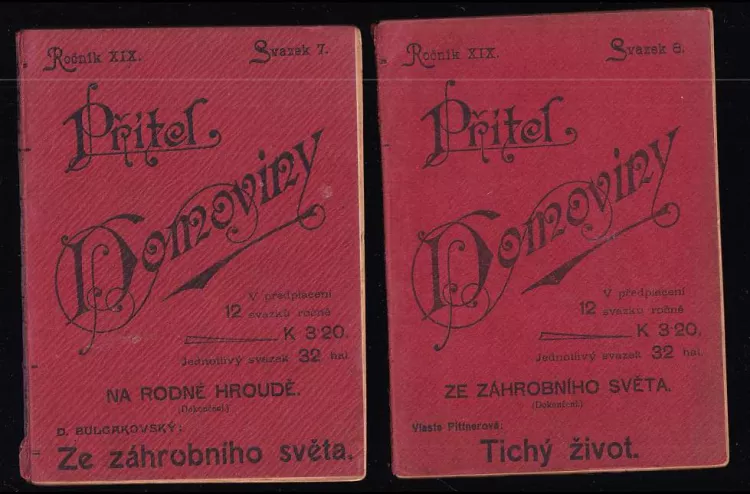 Ročník XIX. Svazek 7.
Přítel
Domoviny
V předplacení
12 svazků ročně
K 3·20.
Jednotlivý svazek 32 hal.
NA RODNÉ HROUDĚ.
(Dokončení.)
D. BULGAKOVSKÝ:
Ze záhrobního světa.
Ročník XIX. Svazek 8.
Přítel
Domoviny
V předplacení
12 svazků ročně
K 3·20.
Jednotlivý svazek 32 hal.
ZE ZÁHROBNÍHO SVĚTA.
(Dokončení.)
Vlasta Pittnerová:
Tichý život.